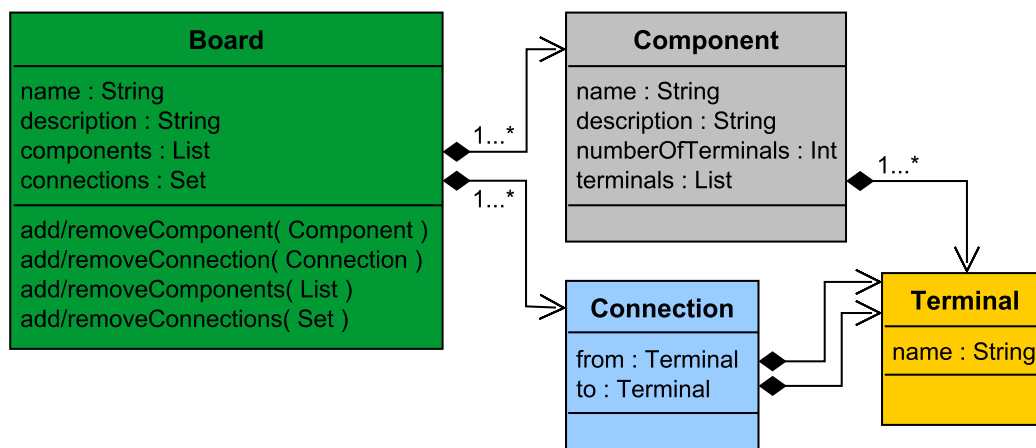 Board
name : String
description : String
components : List
connections : Set
add/removeComponent( Component )
add/removeConnection( Connection )
add/removeComponents( List )
add/removeConnections( Set )
1...*
1...*
Component
name : String
description : String
numberOfTerminals : Int
terminals : List
1...*
Connection
from : Terminal
to : Terminal
Terminal
name : String